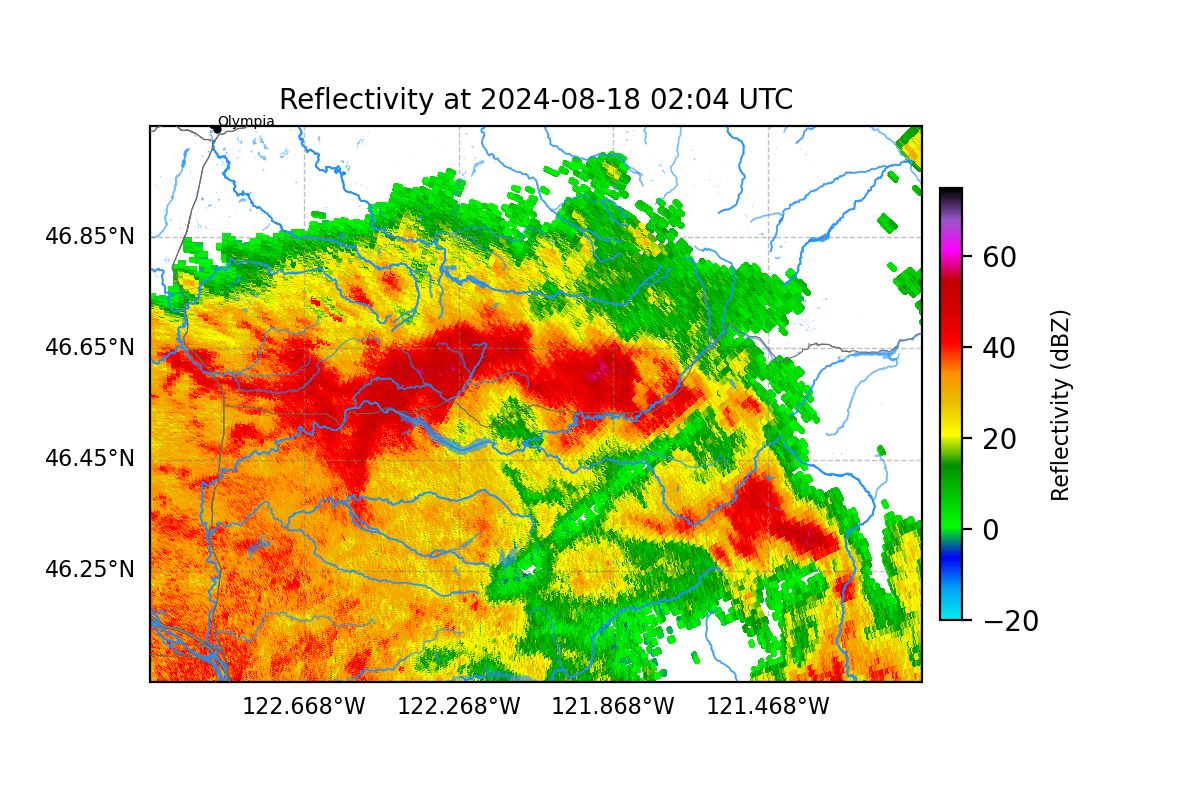 Reflectivity at 2024-08-18 02:04 UTC
Olympia
46.85°N
46.65°N
46.45°N
46.25°N
122.668°W 122.268°W 121.868°W 121.468°W
60
40
20
0
−20
Reflectivity (dBZ)